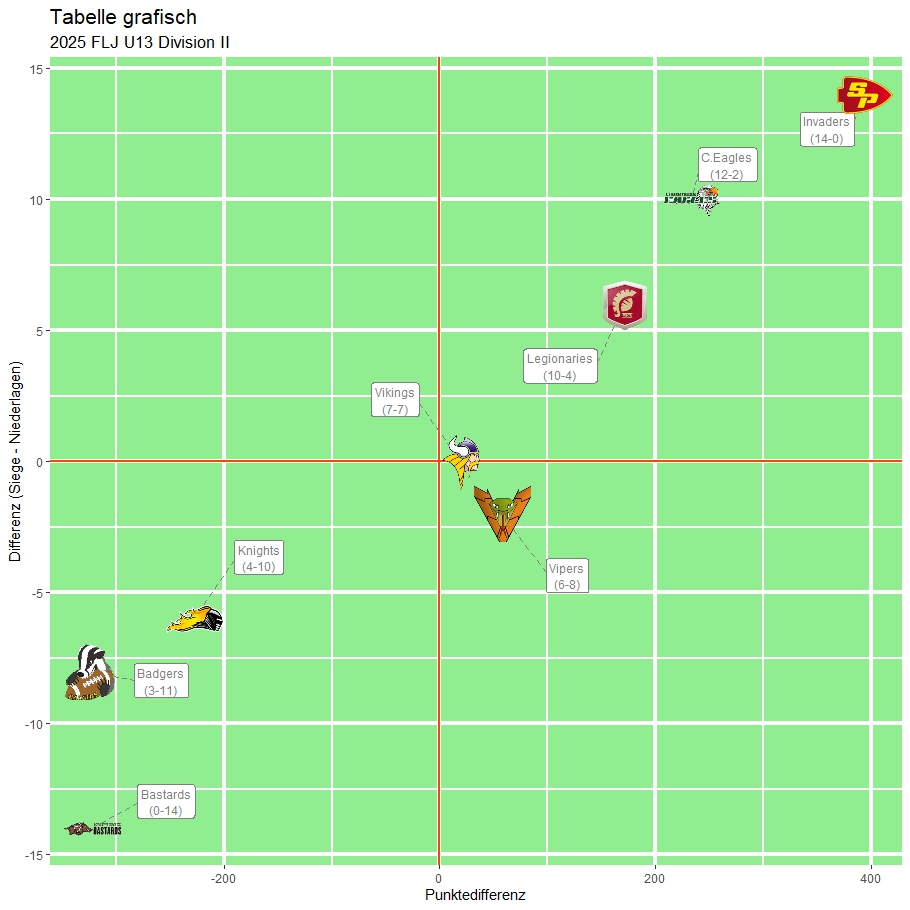 Tabelle grafisch
2025 FLJ U13 Division II
15
10
5
0
-5
-10
-15
Differenz (Siege - Niederlagen)
SP
Invaders
(14-0)
C.Eagles
(12-2)
Legionaries
(10-4)
Vikings
(7-7)
Vipers
(6-8)
Knights
(4-10)
Badgers
(3-11)
Bastards
(0-14)
BASTARDS
-200
0
200
400
Punktedifferenz